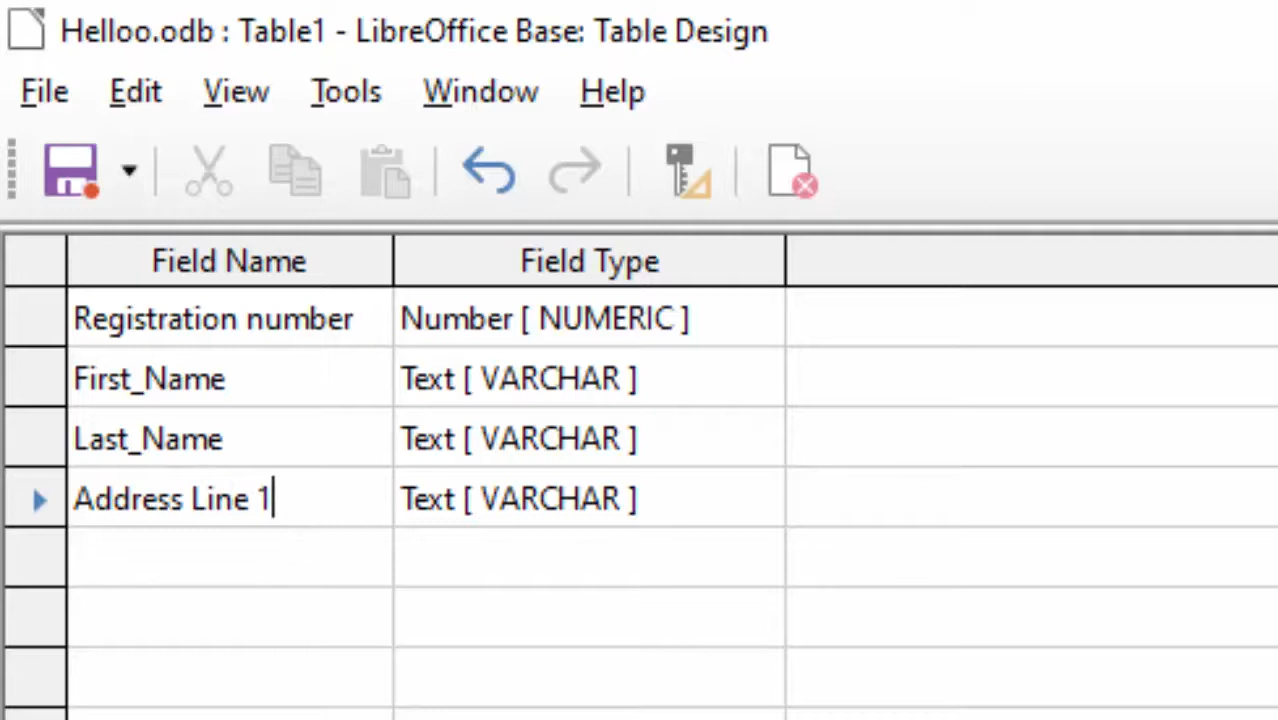 Helloo.odb : Table1 - LibreOffice Base: Table Design
File Edit View Tools Window Help
Field Name Field Type
Registration number Number [ NUMERIC ]
First_Name Text [ VARCHAR ]
Last_Name Text [ VARCHAR ]
Address Line 1 Text [ VARCHAR ]